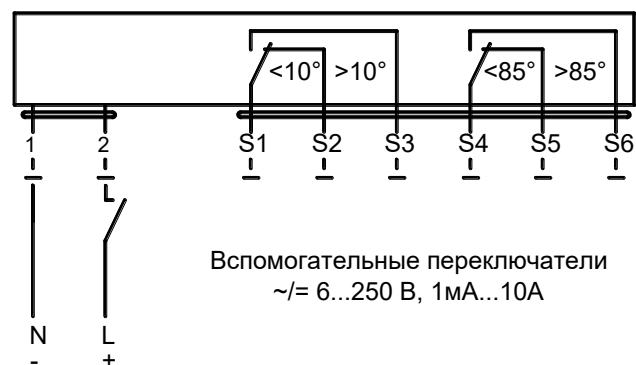 <10° >10° <85° >85°
1 2 S1 S2 S3 S4 S5 S6
Вспомогательные переключатели
~/= 6...250 В, 1мА...10А
N L
- +